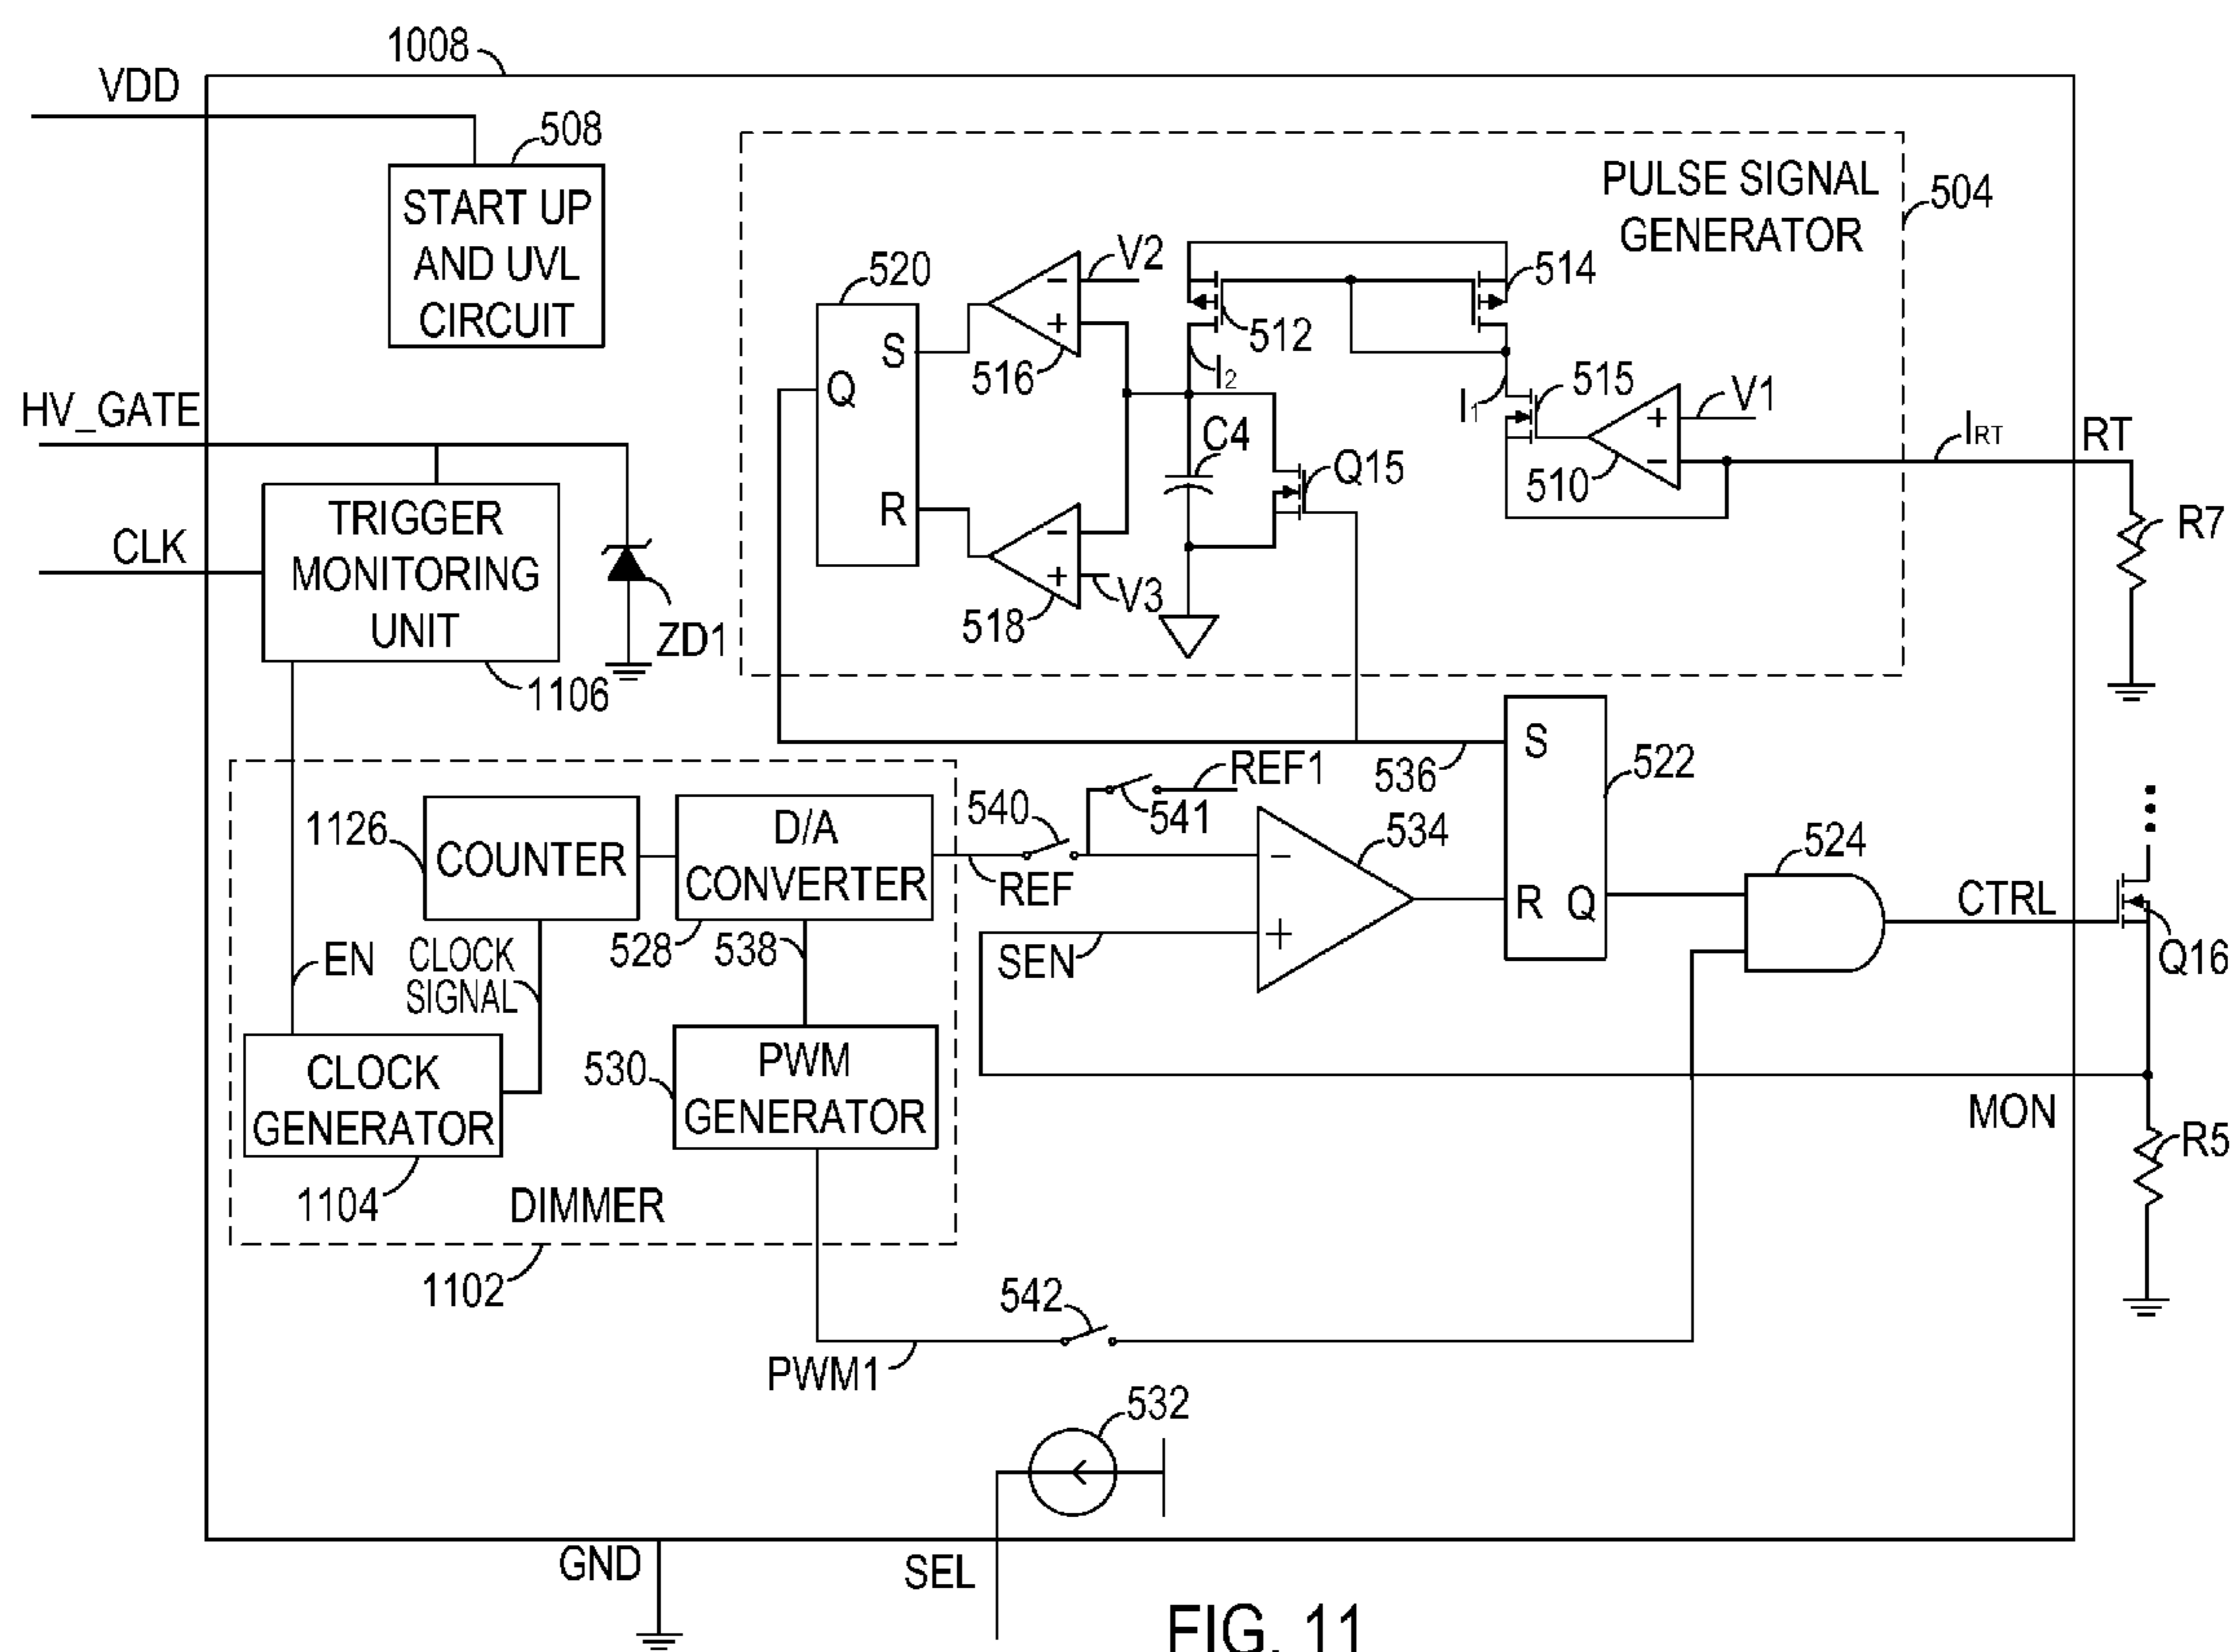 1008
VDD
508
START UP
AND UVL
CIRCUIT
PULSE SIGNAL
GENERATOR
504
520
V2
514
S
−
+
512
516
I2
Q
I1
515
V1
HV_GATE
C4
+
IRT
RT
−
510
Q15
R
R7
TRIGGER
MONITORING
UNIT
CLK
−
+
V3
518
ZD1
1106
S
536
522
REF1
541
540
534
1126
COUNTER
D/A
CONVERTER
REF
−
524
CTRL
R
Q
+
SEN
528
538
EN
CLOCK
SIGNAL
Q16
CLOCK
GENERATOR
530
PWM
GENERATOR
MON
R5
1104
DIMMER
1102
542
PWM1
532
GND
SEL
FIG. 11